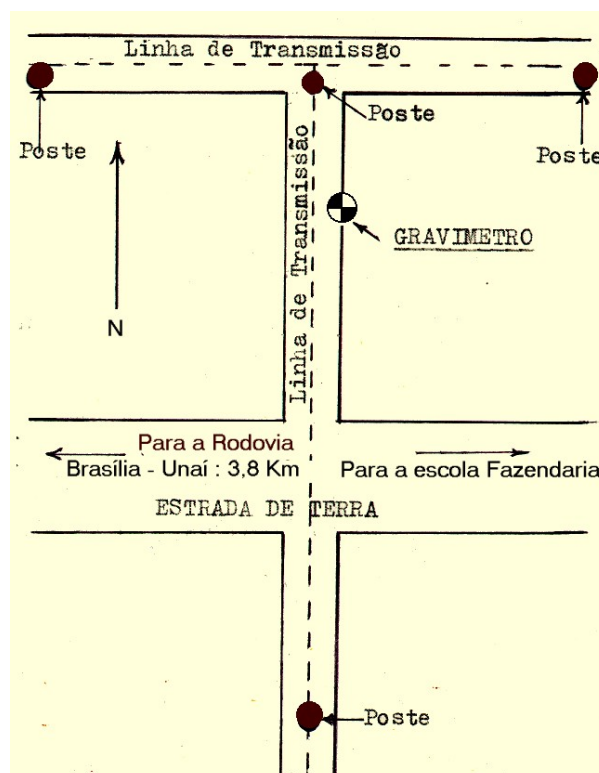 Linha de Transmissão
Poste
Poste
Poste
Linha de Transmissão
GRAVIMETRO
N
Para a Rodovia
Brasília - Unaí : 3,8 Km
Para a escola Fazendaria
ESTRADA DE TERRA
Poste